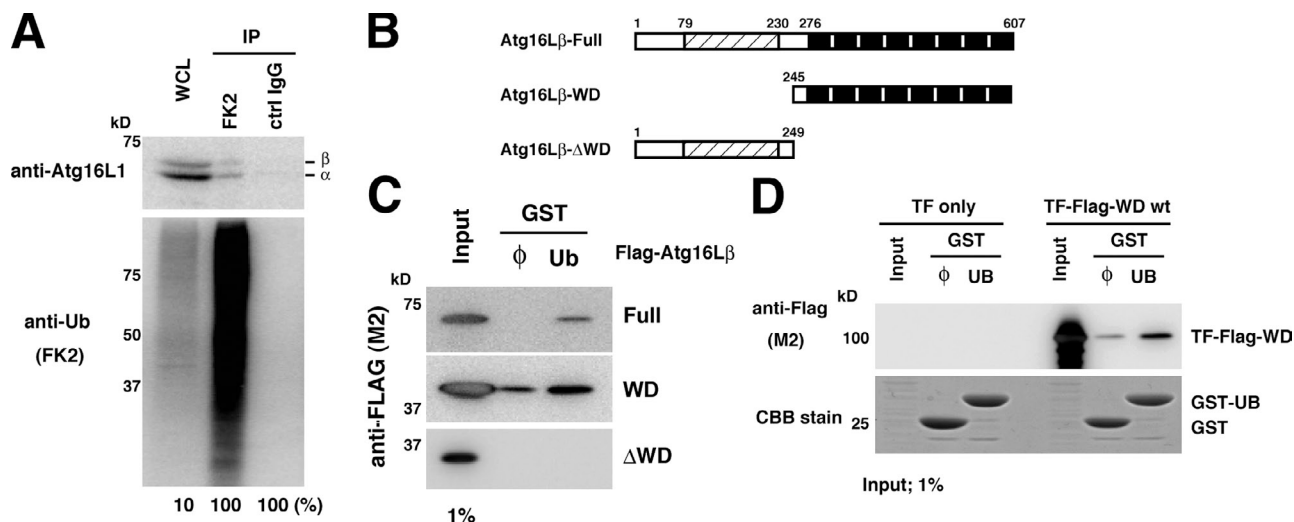 A
IP
WCL
FK2
ctrl IgG
kD
75
anti-Atg16L1
β
α
75
50
37
anti-Ub
(FK2)
10 100 100 (%)
B
1 79 230 276 607
Atg16Lβ-Full
245
Atg16Lβ-WD
1 249
Atg16Lβ-ΔWD
C
Input
GST
ϕ Ub
Flag-Atg16Lβ
kD
75
Full
37
WD
37
ΔWD
anti-FLAG (M2)
1%
D
TF only TF-Flag-WD wt
Input
GST
ϕ UB
Input
GST
ϕ UB
anti-Flag
(M2)
kD
100
TF-Flag-WD
CBB stain
25
GST-UB
GST
Input; 1%